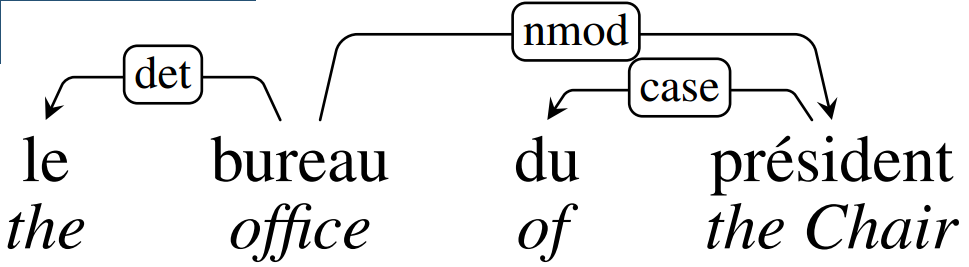 nmod
det
case
le bureau du président
the office of the Chair